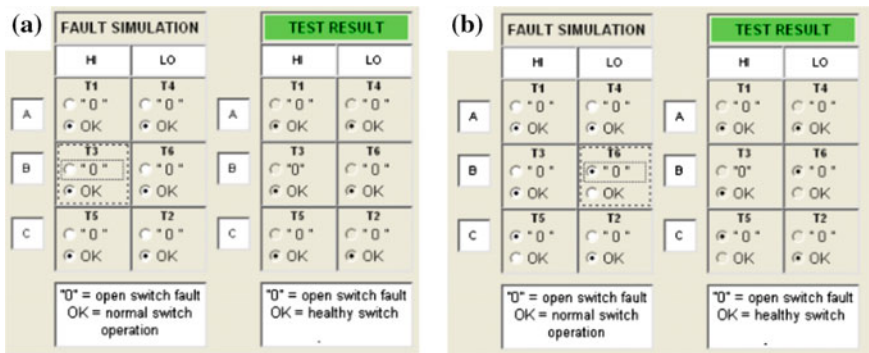 (a) FAULT SIMULATION TEST RESULT (b) FAULT SIMULATION TEST RESULT
HI LO HI LO HI LO HI LO
T1 T4 T1 T4 T1 T4 T1 T4
A "0" "0" A "0" "0" A "0" "0" A "0" "0"
OK OK OK OK OK OK OK OK
T3 T6 T3 T6 T3 T6 T3 T6
B "0" "0" B "0" "0" B "0" "0" B "0" "0"
OK OK OK OK OK OK OK OK
T5 T2 T5 T2 T5 T2 T5 T2
C "0" "0" C "0" "0" C "0" "0" C "0" "0"
OK OK OK OK OK OK OK OK
"0" = open switch fault "0" = open switch fault "0" = open switch fault "0" = open switch fault
OK = normal switch OK = healthy switch OK = normal switch OK = healthy switch
operation . operation .